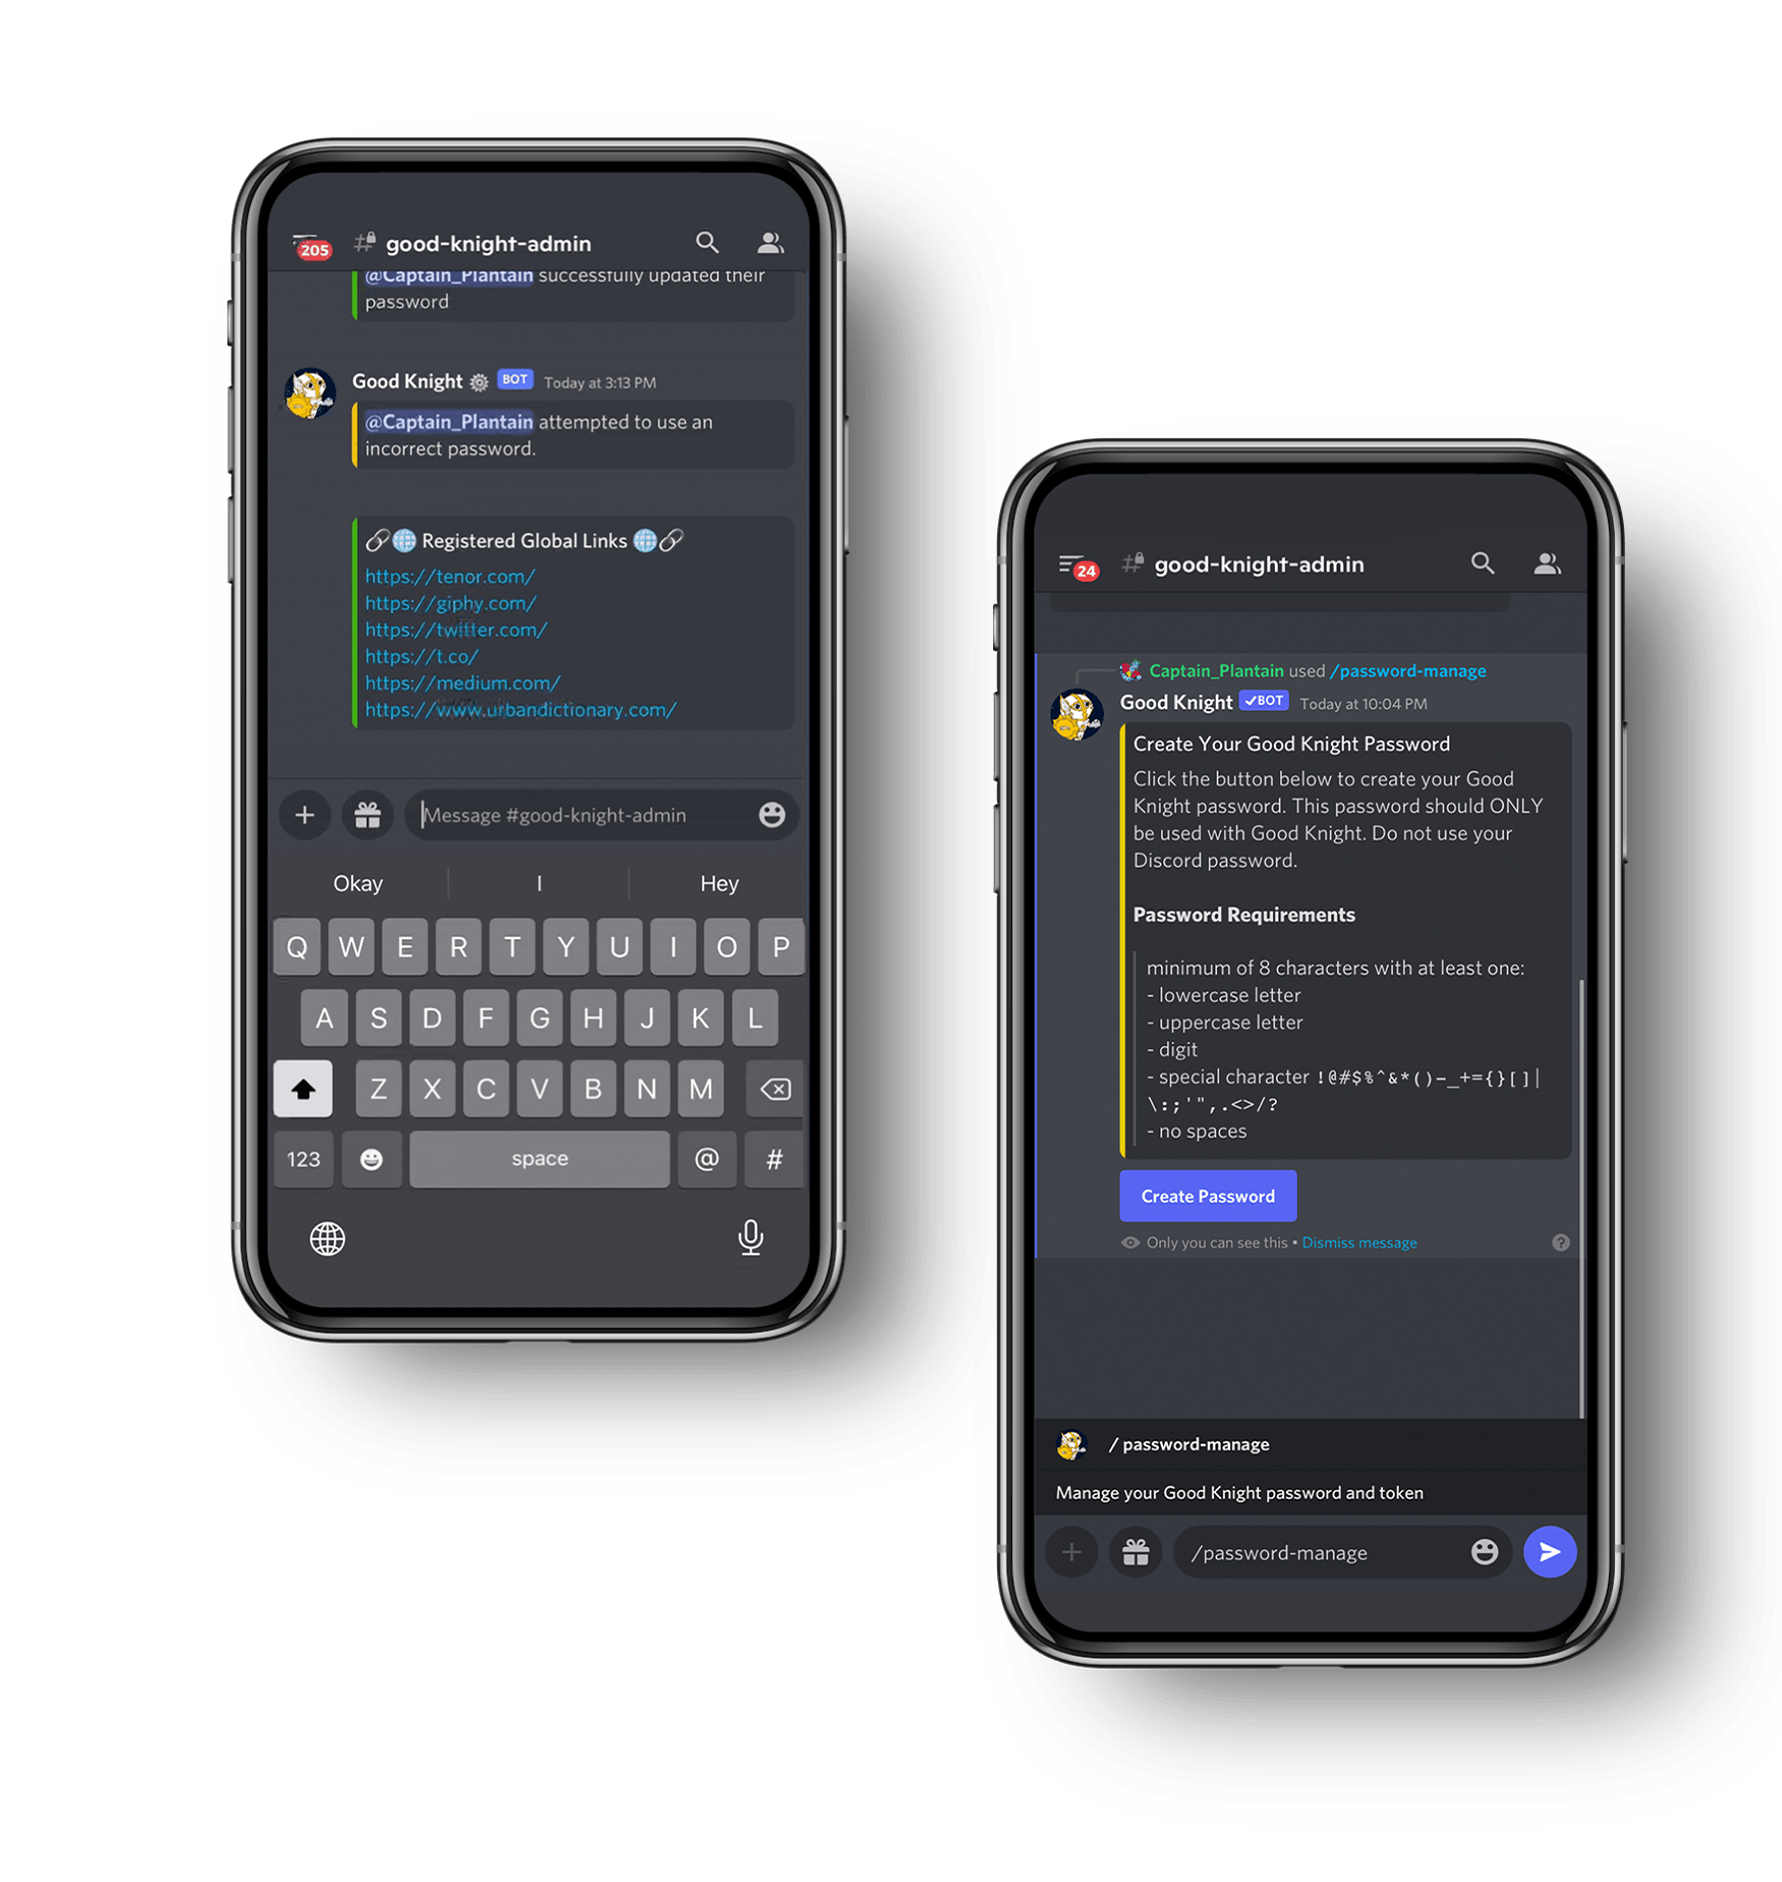 205
good-knight-admin
@Captain_Plantain successfully updated their
password
Good Knight BOT Today at 3:13 PM
@Captain_Plantain attempted to use an
incorrect password.
Registered Global Links
https://tenor.com/
https://giphy.com/
https://twitter.com/
https://t.co/
https://medium.com/
https://www.urbandictionary.com/
Message #good-knight-admin
Okay I Hey
Q W E R T Y U I O P
A S D F G H J K L
Z X C V B N M
123 space @ #
24
good-knight-admin
Captain_Plantain used /password-manage
Good Knight ✓BOT Today at 10:04 PM
Create Your Good Knight Password
Click the button below to create your Good
Knight password. This password should ONLY
be used with Good Knight. Do not use your
Discord password.
Password Requirements
minimum of 8 characters with at least one:
- lowercase letter
- uppercase letter
- digit
- special character !@#$%^&*()-_+={}[]|
\:;'",.<>/?
- no spaces
Create Password
Only you can see this • Dismiss message
/ password-manage
Manage your Good Knight password and token
/password-manage